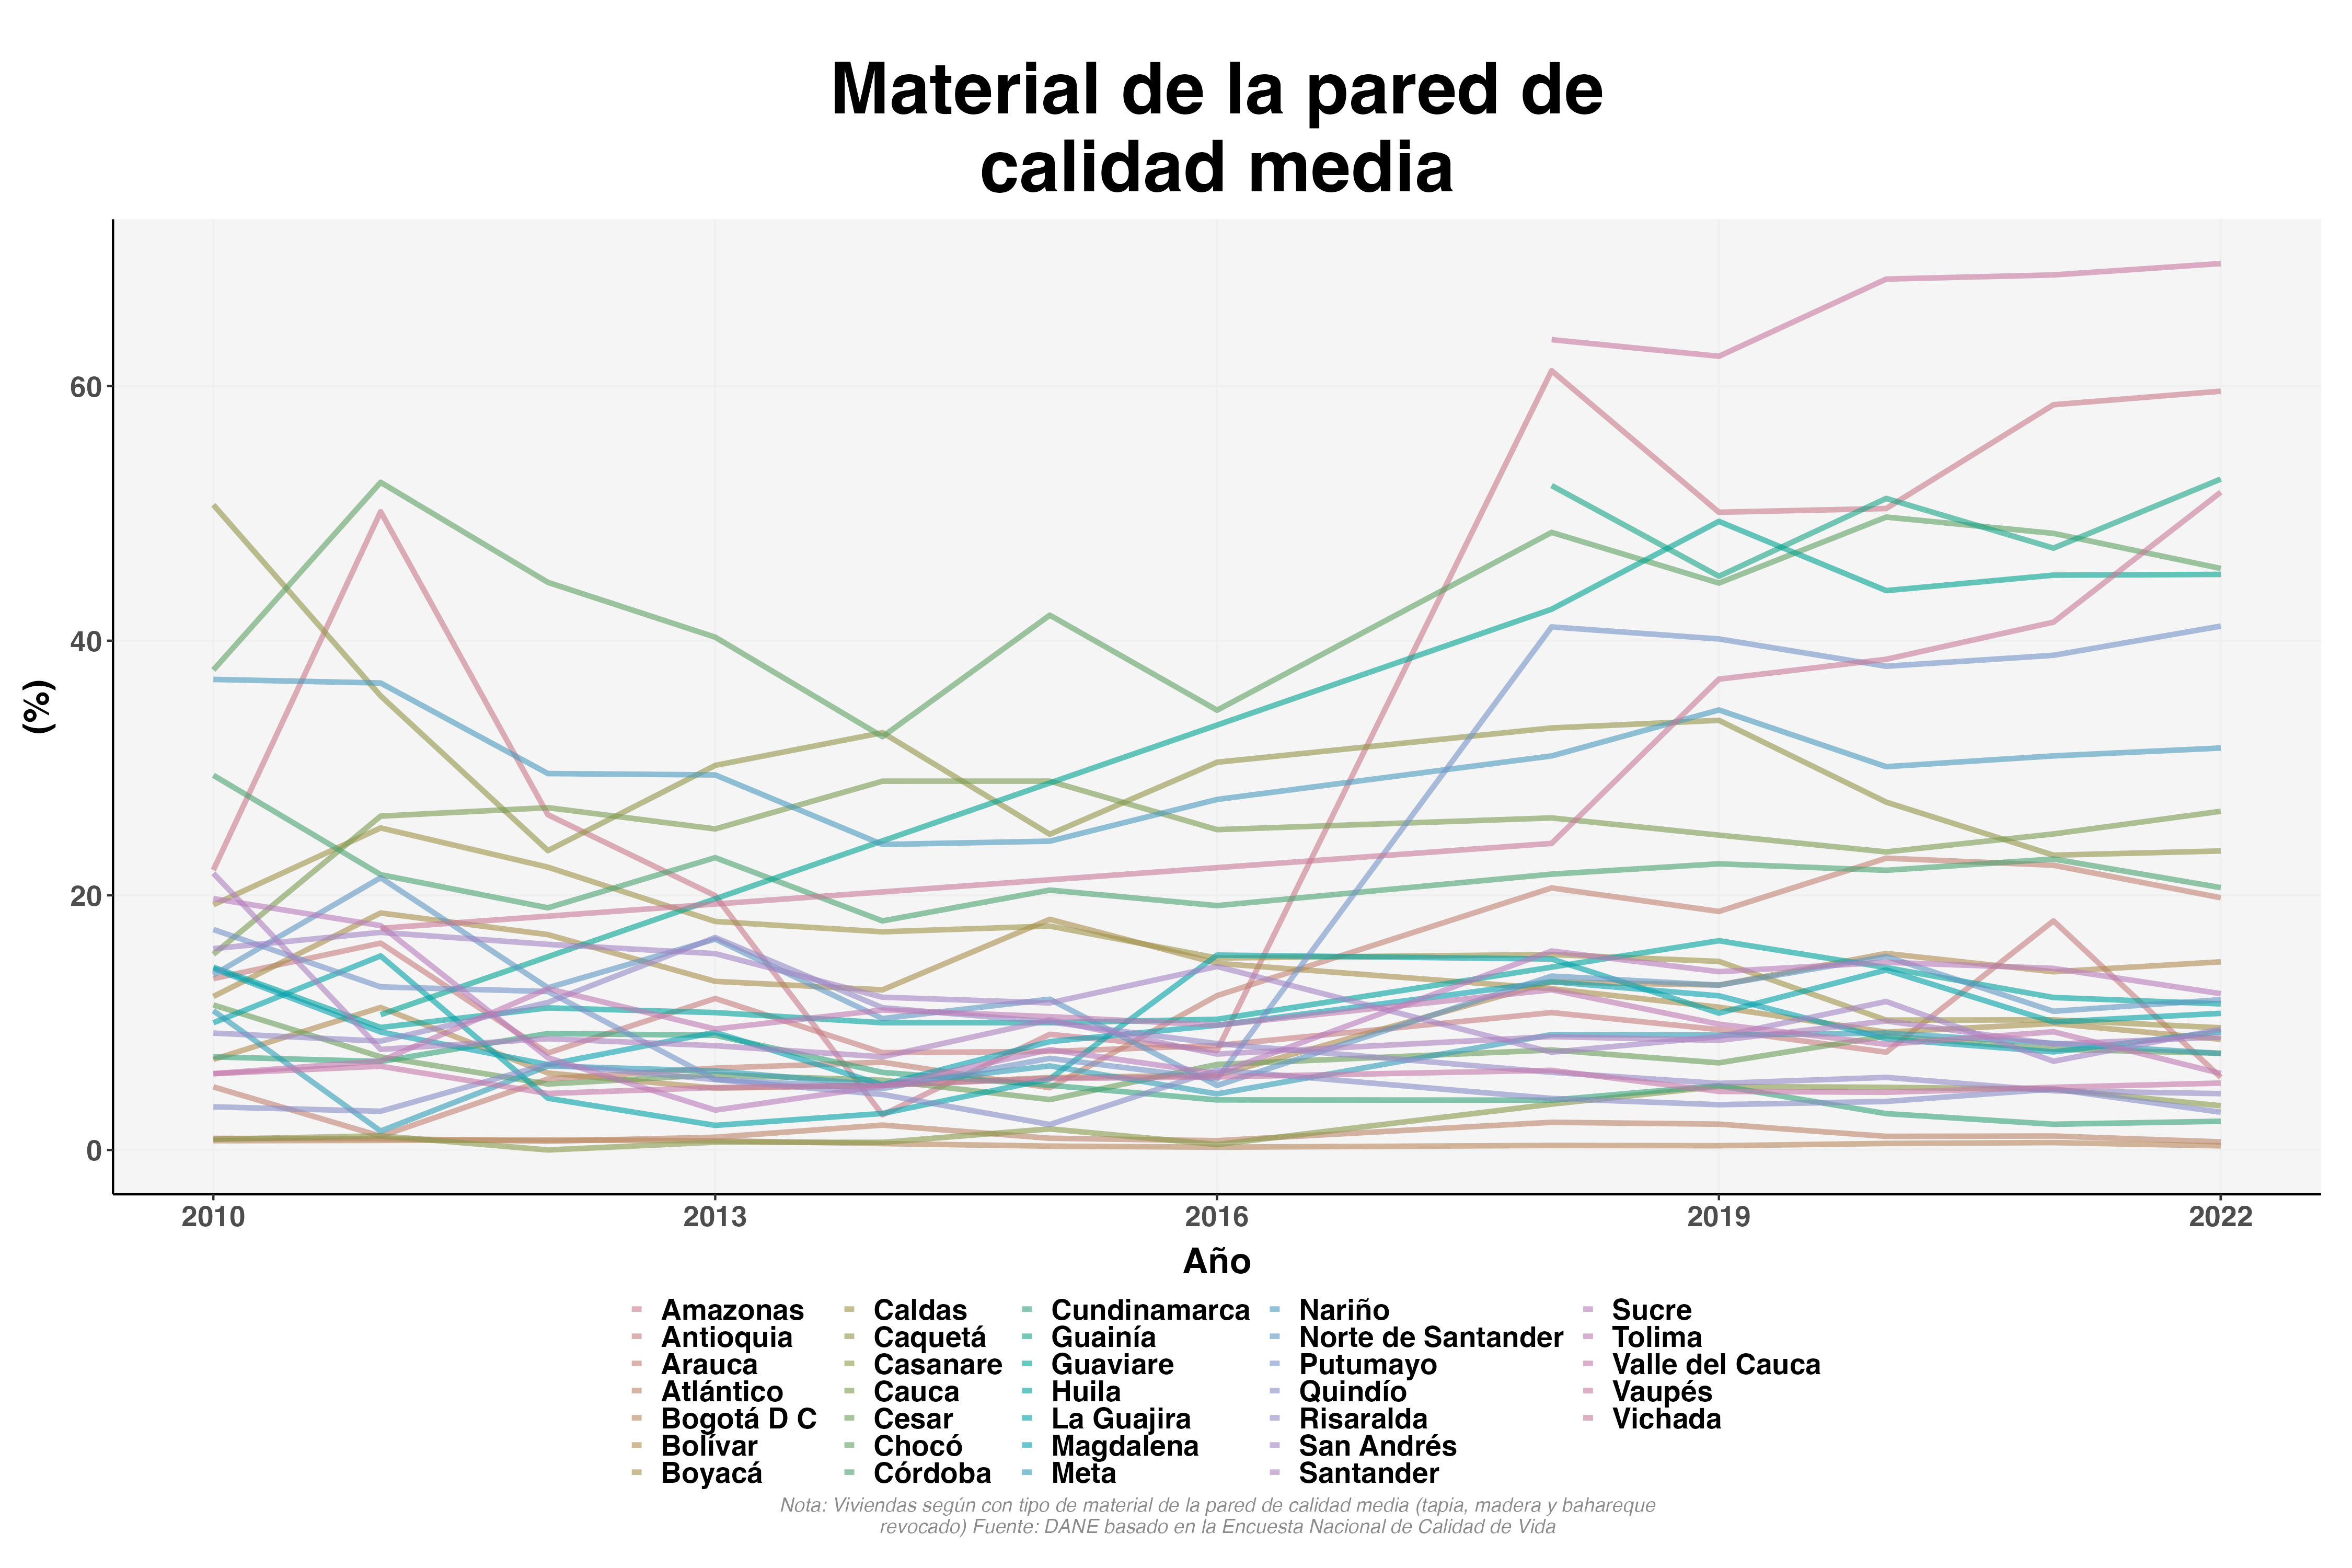 Material de la pared de
calidad media
(%)
60
40
20
0
2010
2013
2016
2019
2022
Año
Amazonas
Antioquia
Arauca
Atlántico
Bogotá D C
Bolívar
Boyacá
Caldas
Caquetá
Casanare
Cauca
Cesar
Chocó
Córdoba
Cundinamarca
Guainía
Guaviare
Huila
La Guajira
Magdalena
Meta
Nariño
Norte de Santander
Putumayo
Quindío
Risaralda
San Andrés
Santander
Sucre
Tolima
Valle del Cauca
Vaupés
Vichada
Nota: Viviendas según con tipo de material de la pared de calidad media (tapia, madera y bahareque
revocado) Fuente: DANE basado en la Encuesta Nacional de Calidad de Vida